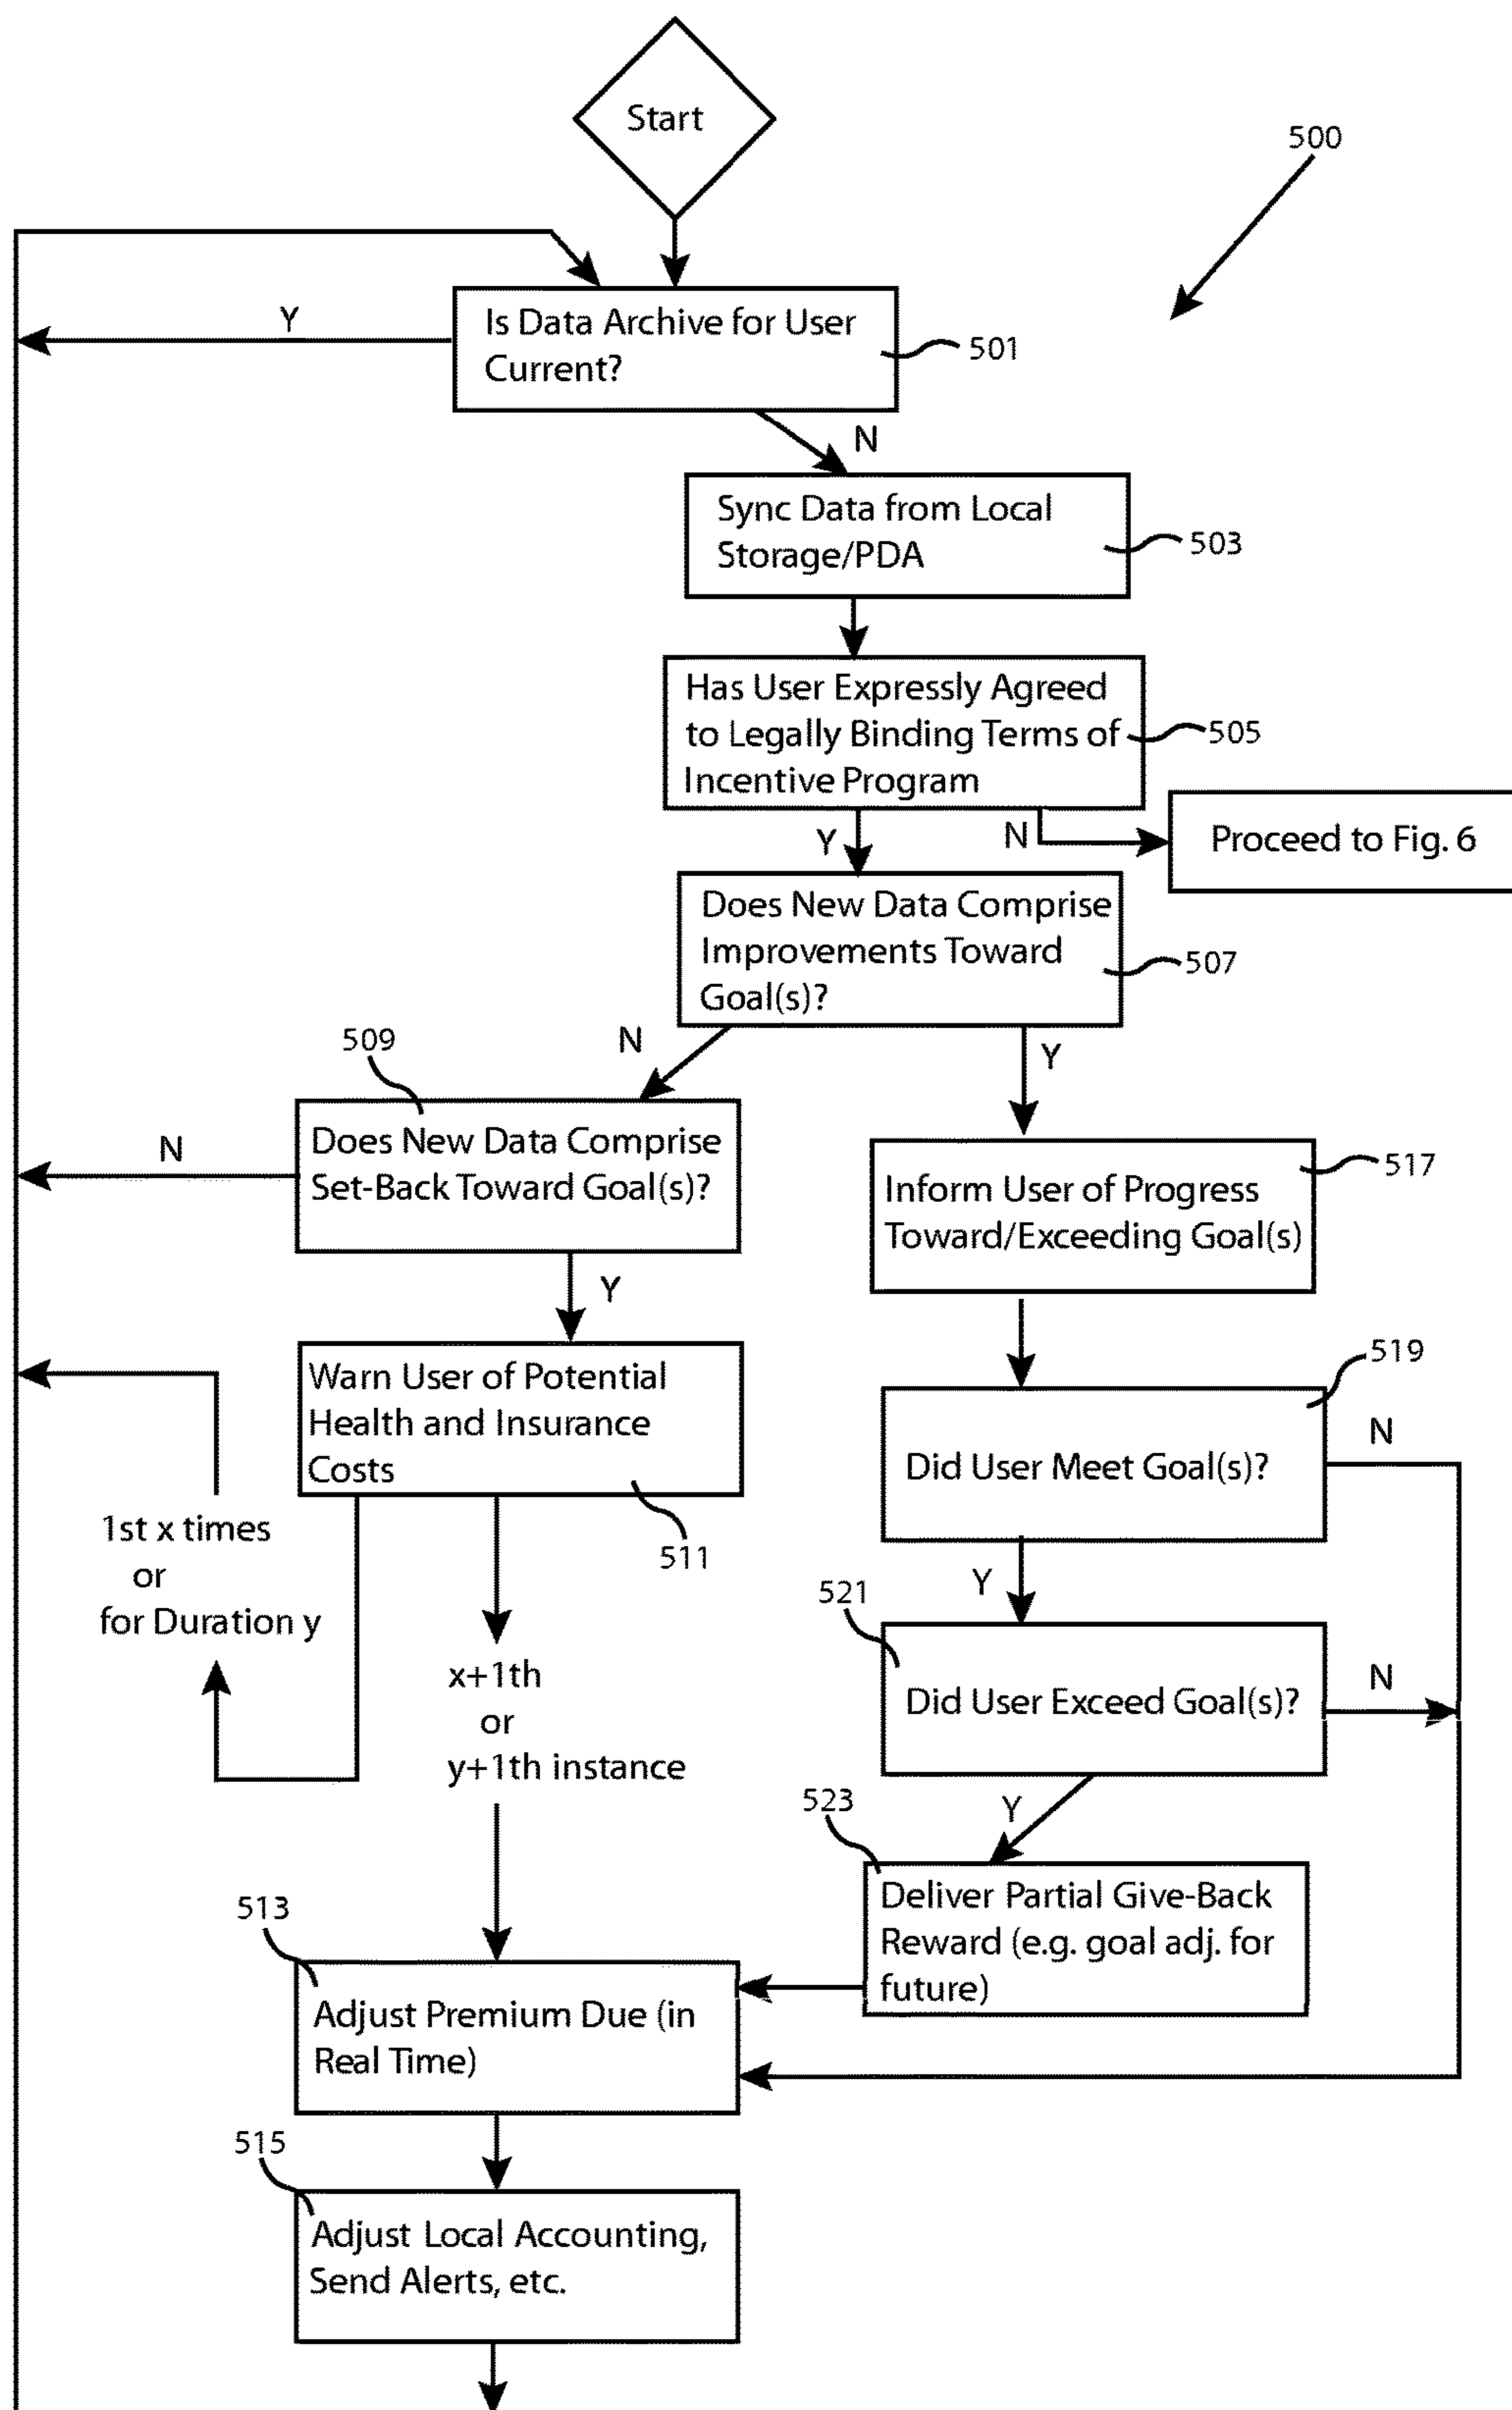 Start
500
Is Data Archive for User
Current?
501
Y
N
Sync Data from Local
Storage/PDA
503
Has User Expressly Agreed
to Legally Binding Terms of
Incentive Program
505
Y
N
Proceed to Fig. 6
Does New Data Comprise
Improvements Toward
Goal(s)?
507
N
Y
509
Does New Data Comprise
Set-Back Toward Goal(s)?
N
Y
Inform User of Progress
Toward/Exceeding Goal(s)
517
Warn User of Potential
Health and Insurance
Costs
511
519
Did User Meet Goal(s)?
N
Y
1st x times
or
for Duration y
x+1th
or
y+1th instance
521
Did User Exceed Goal(s)?
N
Y
523
Deliver Partial Give-Back
Reward (e.g. goal adj. for
future)
513
Adjust Premium Due (in
Real Time)
515
Adjust Local Accounting,
Send Alerts, etc.